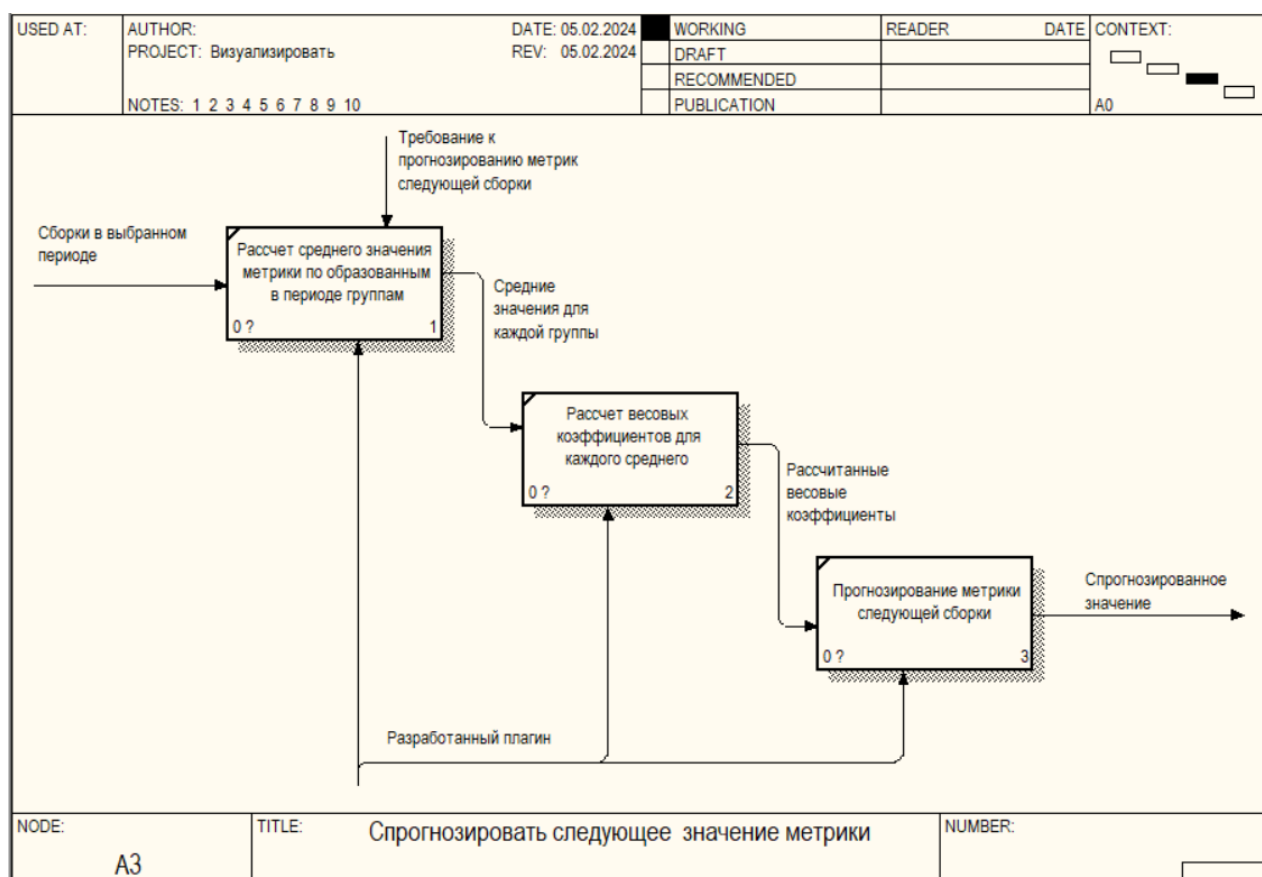 USED AT:
AUTHOR:
DATE: 05.02.2024
PROJECT: Визуализировать
REV: 05.02.2024
NOTES: 1 2 3 4 5 6 7 8 9 10
WORKING
DRAFT
RECOMMENDED
PUBLICATION
READER
DATE
CONTEXT:
A0
Требование к
прогнозированию метрик
следующей сборки
Сборки в выбранном
периоде
Рассчет среднего значения
метрики по образованным
в периоде группам
0 ?
1
Средние
значения для
каждой группы
Рассчет весовых
коэффициентов для
каждого среднего
0 ?
2
Рассчитанные
весовые
коэффициенты
Прогнозирование метрики
следующей сборки
0 ?
3
Спрогнозированное
значение
Разработанный плагин
NODE:
A3
TITLE:
Спрогнозировать следующее значение метрики
NUMBER: